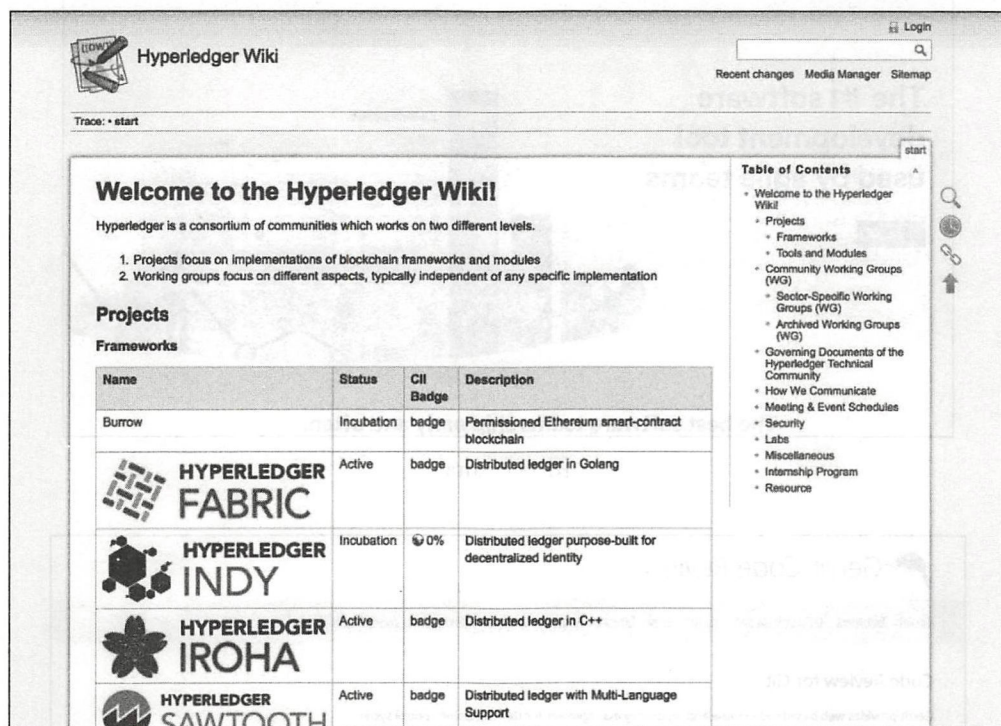 Login
Hyperledger Wiki
Recent changes Media Manager Sitemap
Trace: • start
start
Welcome to the Hyperledger Wiki!
Hyperledger is a consortium of communities which works on two different levels.
1. Projects focus on implementations of blockchain frameworks and modules
2. Working groups focus on different aspects, typically independent of any specific implementation
Projects
Frameworks
Name Status CII Badge Description
Burrow Incubation badge Permissioned Ethereum smart-contract
blockchain
HYPERLEDGER FABRIC Active badge Distributed ledger in Golang
HYPERLEDGER INDY Incubation 0% Distributed ledger purpose-built for
decentralized identity
HYPERLEDGER IROHA Active badge Distributed ledger in C++
HYPERLEDGER SAWTOOTH Active badge Distributed ledger with Multi-Language
Support
Table of Contents
• Welcome to the Hyperledger
Wiki!
• Projects
• Frameworks
• Tools and Modules
• Community Working Groups
(WG)
• Sector-Specific Working
Groups (WG)
• Archived Working Groups
(WG)
• Governing Documents of the
Hyperledger Technical
Community
• How We Communicate
• Meeting & Event Schedules
• Security
• Labs
• Miscellaneous
• Internship Program
• Resource